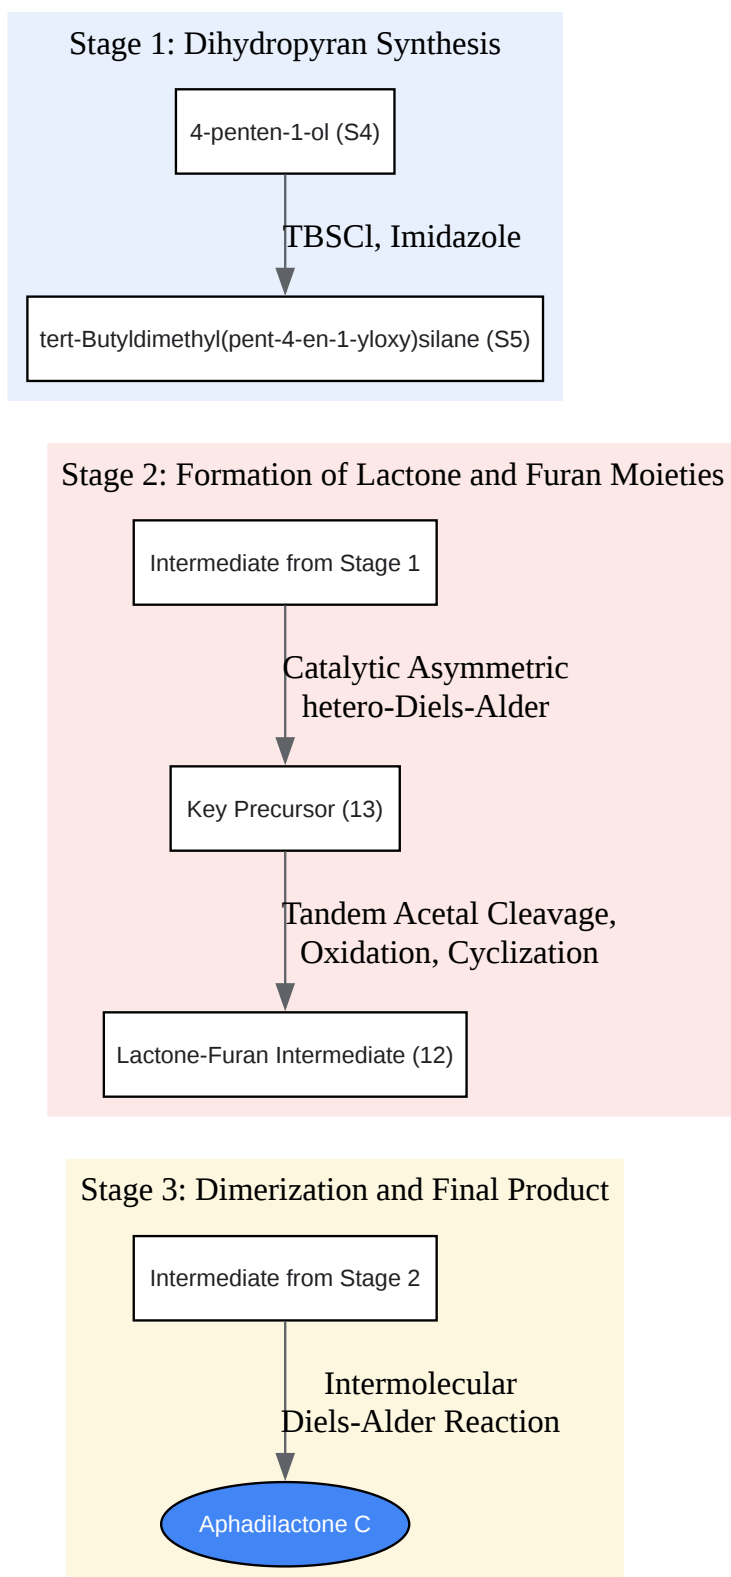 Stage 1: Dihydropyran Synthesis
4-penten-1-ol (S4)
TBSCl, Imidazole
tert-Butyldimethyl(pent-4-en-1-yloxy)silane (S5)
Stage 2: Formation of Lactone and Furan Moieties
Intermediate from Stage 1
Catalytic Asymmetric
hetero-Diels-Alder
Key Precursor (13)
Tandem Acetal Cleavage,
Oxidation, Cyclization
Lactone-Furan Intermediate (12)
Stage 3: Dimerization and Final Product
Intermediate from Stage 2
Intermolecular
Diels-Alder Reaction
Aphadilactone C